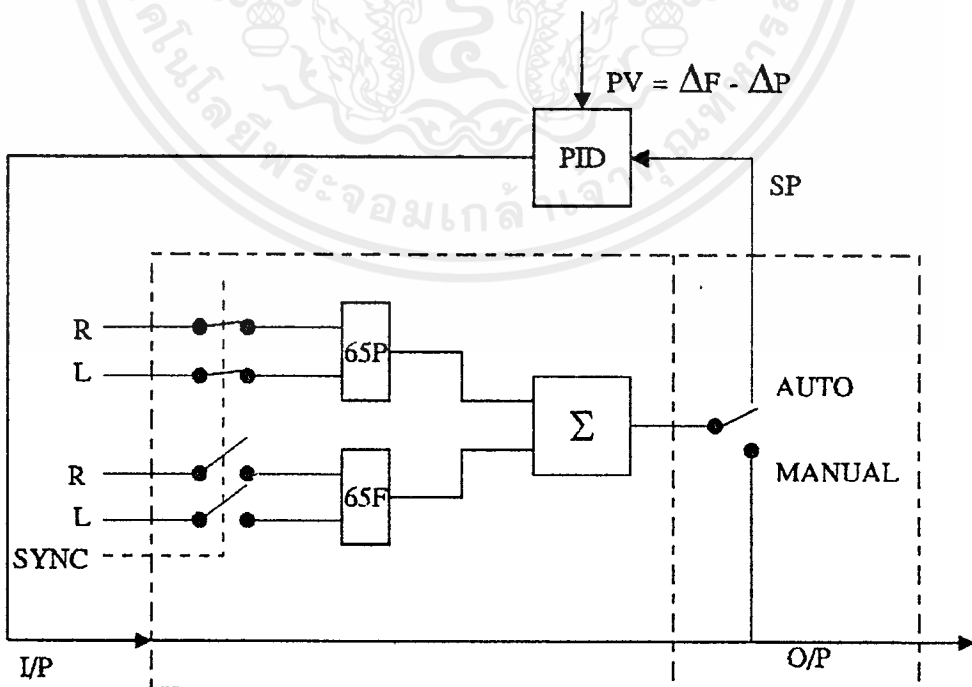 PV = ΔF - ΔP
PID
SP
R
65P
L
AUTO
Σ
R
MANUAL
65F
L
SYNC
I/P
O/P